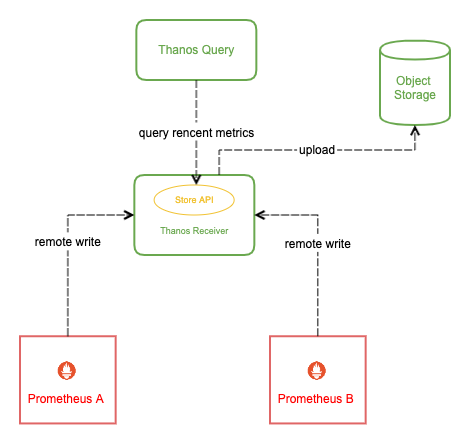 Thanos Query
Object
Storage
query rencent metrics
upload
Store API
Thanos Receiver
remote write
remote write
Prometheus A
Prometheus B